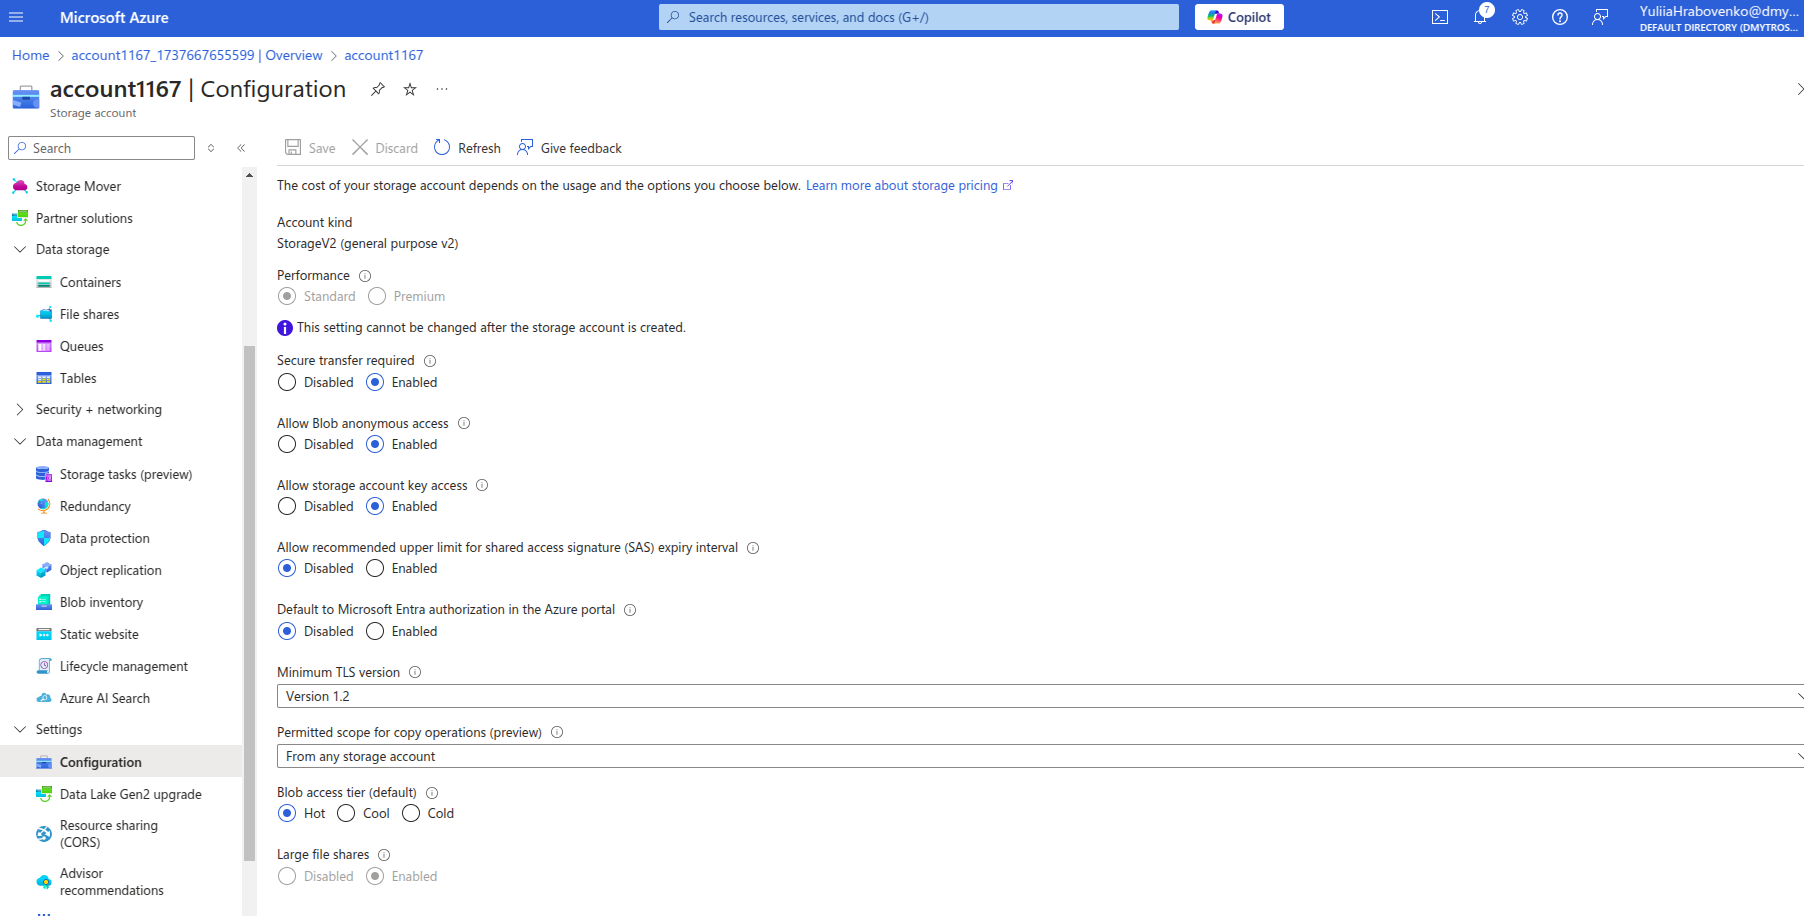 Microsoft Azure
Search resources, services, and docs (G+/)
Copilot
7
YuliiaHrabovenko@dmy...
DEFAULT DIRECTORY (DMYTROS...
Home > account1167_1737667655599 | Overview > account1167
account1167 | Configuration
Storage account
Search
Save Discard Refresh Give feedback
Storage Mover
Partner solutions
Data storage
Containers
File shares
Queues
Tables
Security + networking
Data management
Storage tasks (preview)
Redundancy
Data protection
Object replication
Blob inventory
Static website
Lifecycle management
Azure AI Search
Settings
Configuration
Data Lake Gen2 upgrade
Resource sharing
(CORS)
Advisor
recommendations
The cost of your storage account depends on the usage and the options you choose below. Learn more about storage pricing
Account kind
StorageV2 (general purpose v2)
Performance
Standard Premium
This setting cannot be changed after the storage account is created.
Secure transfer required
Disabled Enabled
Allow Blob anonymous access
Disabled Enabled
Allow storage account key access
Disabled Enabled
Allow recommended upper limit for shared access signature (SAS) expiry interval
Disabled Enabled
Default to Microsoft Entra authorization in the Azure portal
Disabled Enabled
Minimum TLS version
Version 1.2
Permitted scope for copy operations (preview)
From any storage account
Blob access tier (default)
Hot Cool Cold
Large file shares
Disabled Enabled